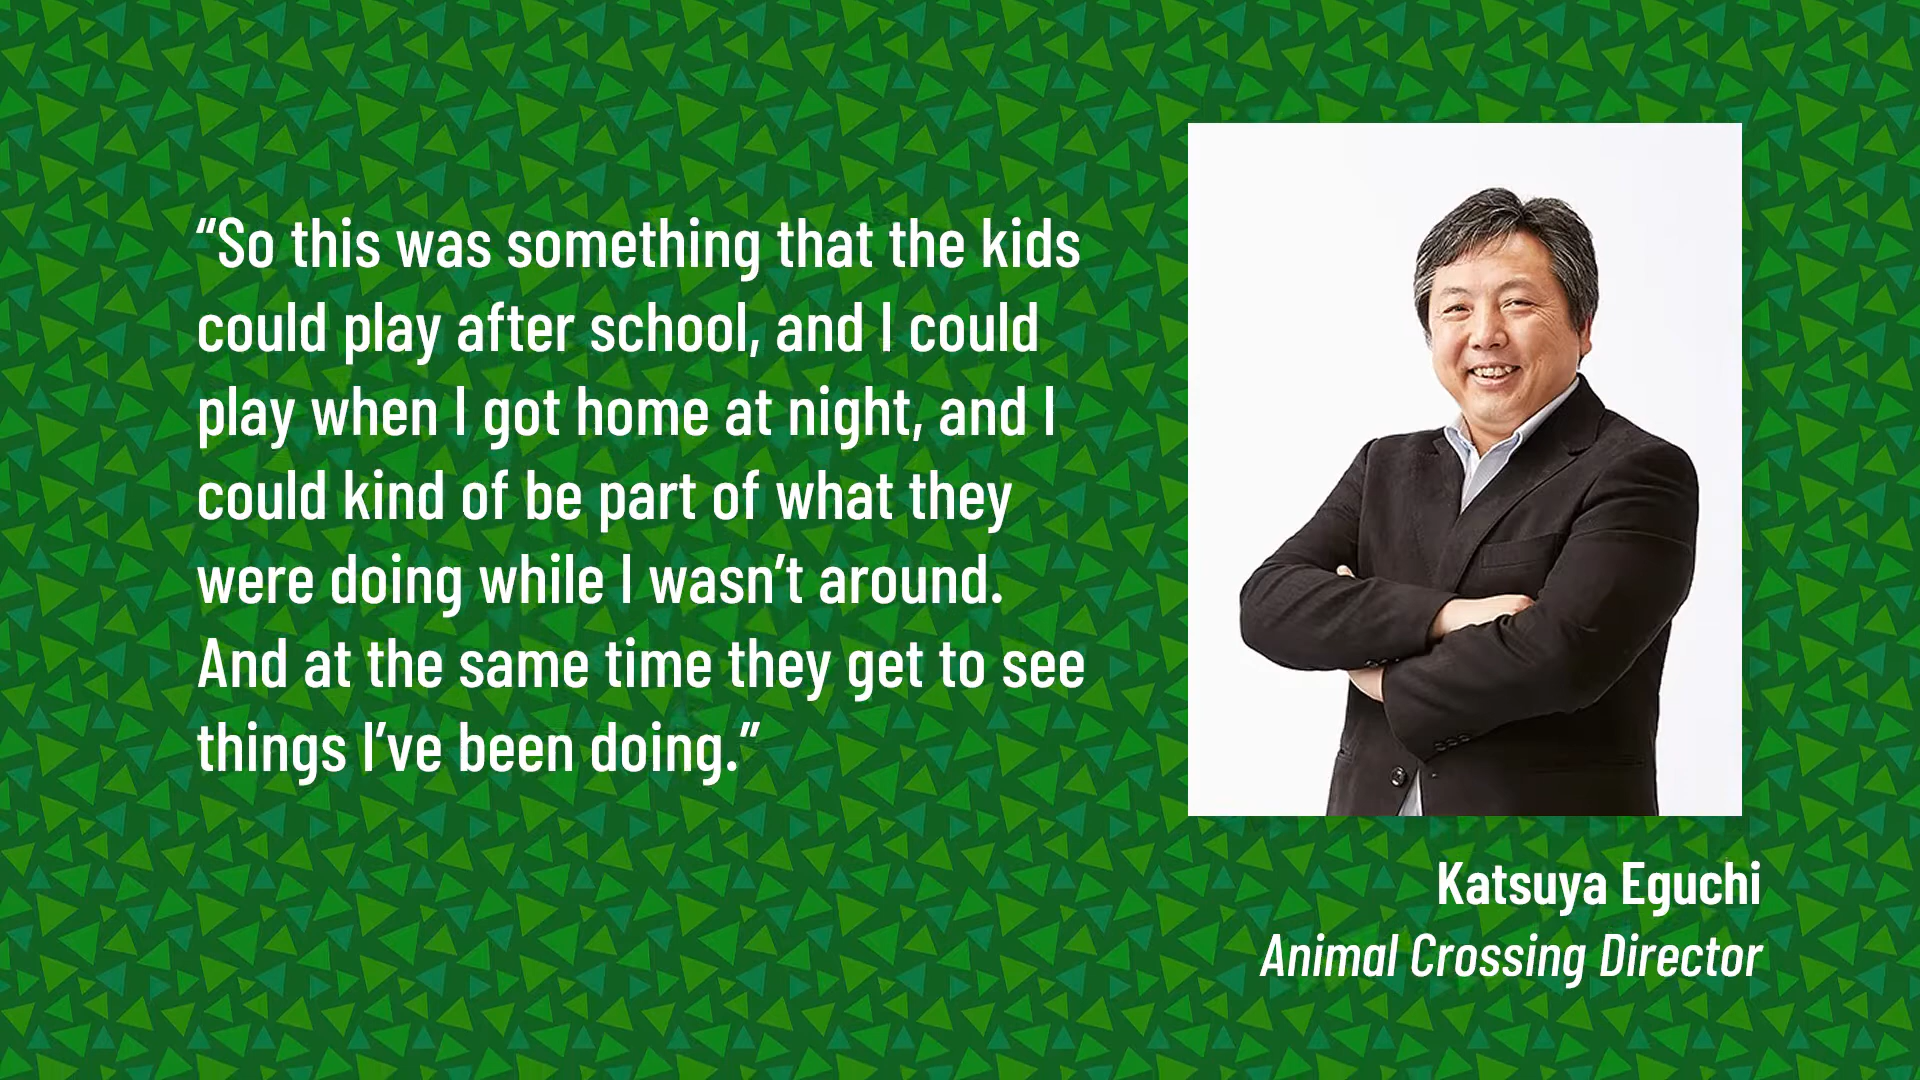 “So this was something that the kids
could play after school, and I could
play when I got home at night, and I
could kind of be part of what they
were doing while I wasn’t around.
And at the same time they get to see
things I’ve been doing.”
Katsuya Eguchi
Animal Crossing Director